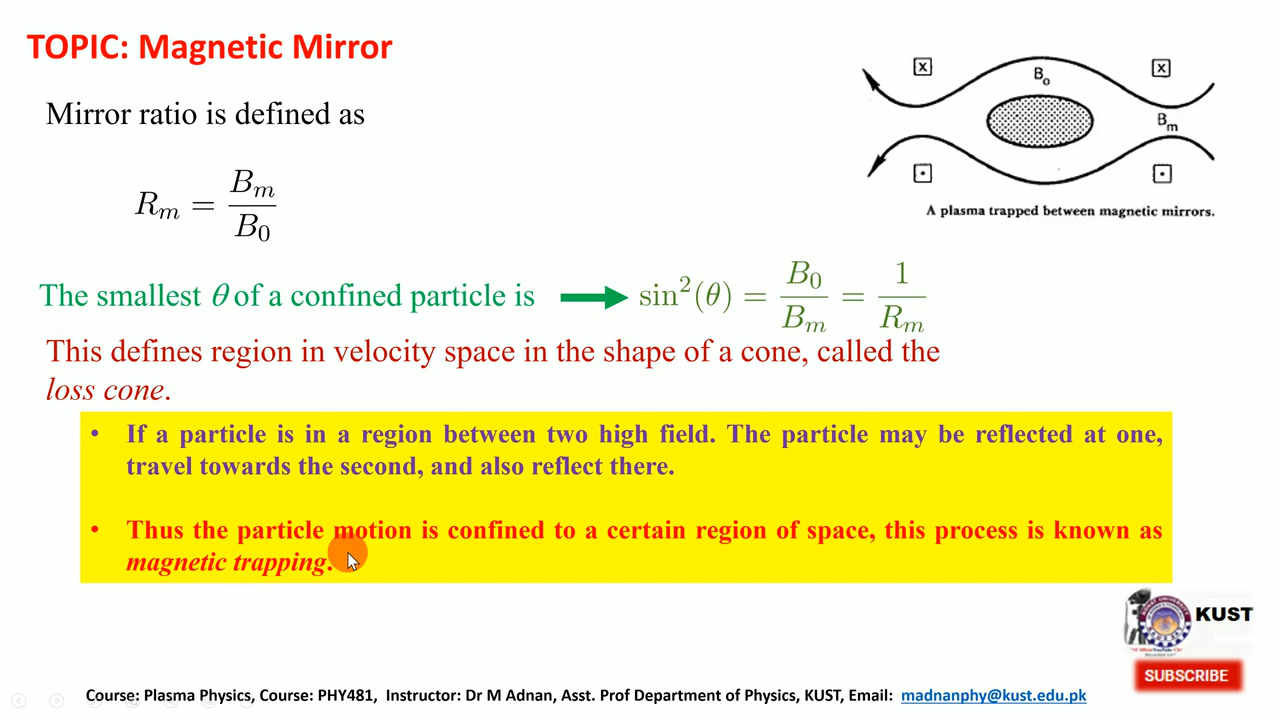 TOPIC: Magnetic Mirror
Mirror ratio is defined as
R_m = B_m / B_0
x x
B_o
B_m
A plasma trapped between magnetic mirrors.
The smallest θ of a confined particle is → sin²(θ) = B_0 / B_m = 1 / R_m
This defines region in velocity space in the shape of a cone, called the
loss cone.
• If a particle is in a region between two high field. The particle may be reflected at one,
travel towards the second, and also reflect there.
• Thus the particle motion is confined to a certain region of space, this process is known as
magnetic trapping.
KUST
SUBSCRIBE
Course: Plasma Physics, Course: PHY481, Instructor: Dr M Adnan, Asst. Prof Department of Physics, KUST, Email: madnanphy@kust.edu.pk